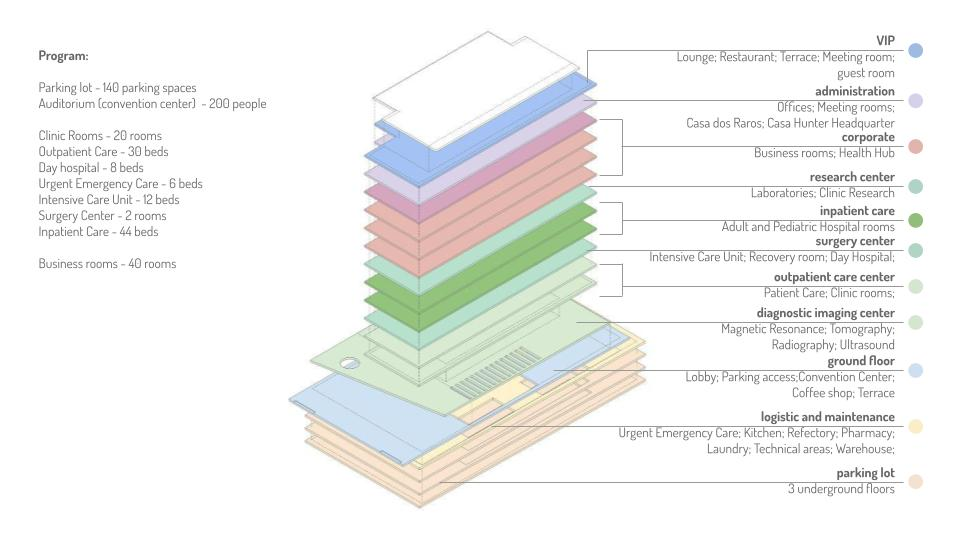 Program:
Parking lot - 140 parking spaces
Auditorium (convention center) - 200 people
Clinic Rooms - 20 rooms
Outpatient Care - 30 beds
Day hospital - 8 beds
Urgent Emergency Care - 6 beds
Intensive Care Unit - 12 beds
Surgery Center - 2 rooms
Inpatient Care - 44 beds
Business rooms - 40 rooms
VIP
Lounge; Restaurant; Terrace; Meeting room;
guest room
administration
Offices; Meeting rooms;
Casa dos Raros; Casa Hunter Headquarter
corporate
Business rooms; Health Hub
research center
Laboratories; Clinic Research
inpatient care
Adult and Pediatric Hospital rooms
surgery center
Intensive Care Unit; Recovery room; Day Hospital;
outpatient care center
Patient Care; Clinic rooms;
diagnostic imaging center
Magnetic Resonance; Tomography;
Radiography; Ultrasound
ground floor
Lobby; Parking access;Convention Center;
Coffee shop; Terrace
logistic and maintenance
Urgent Emergency Care; Kitchen; Refectory; Pharmacy;
Laundry; Technical areas; Warehouse;
parking lot
3 underground floors